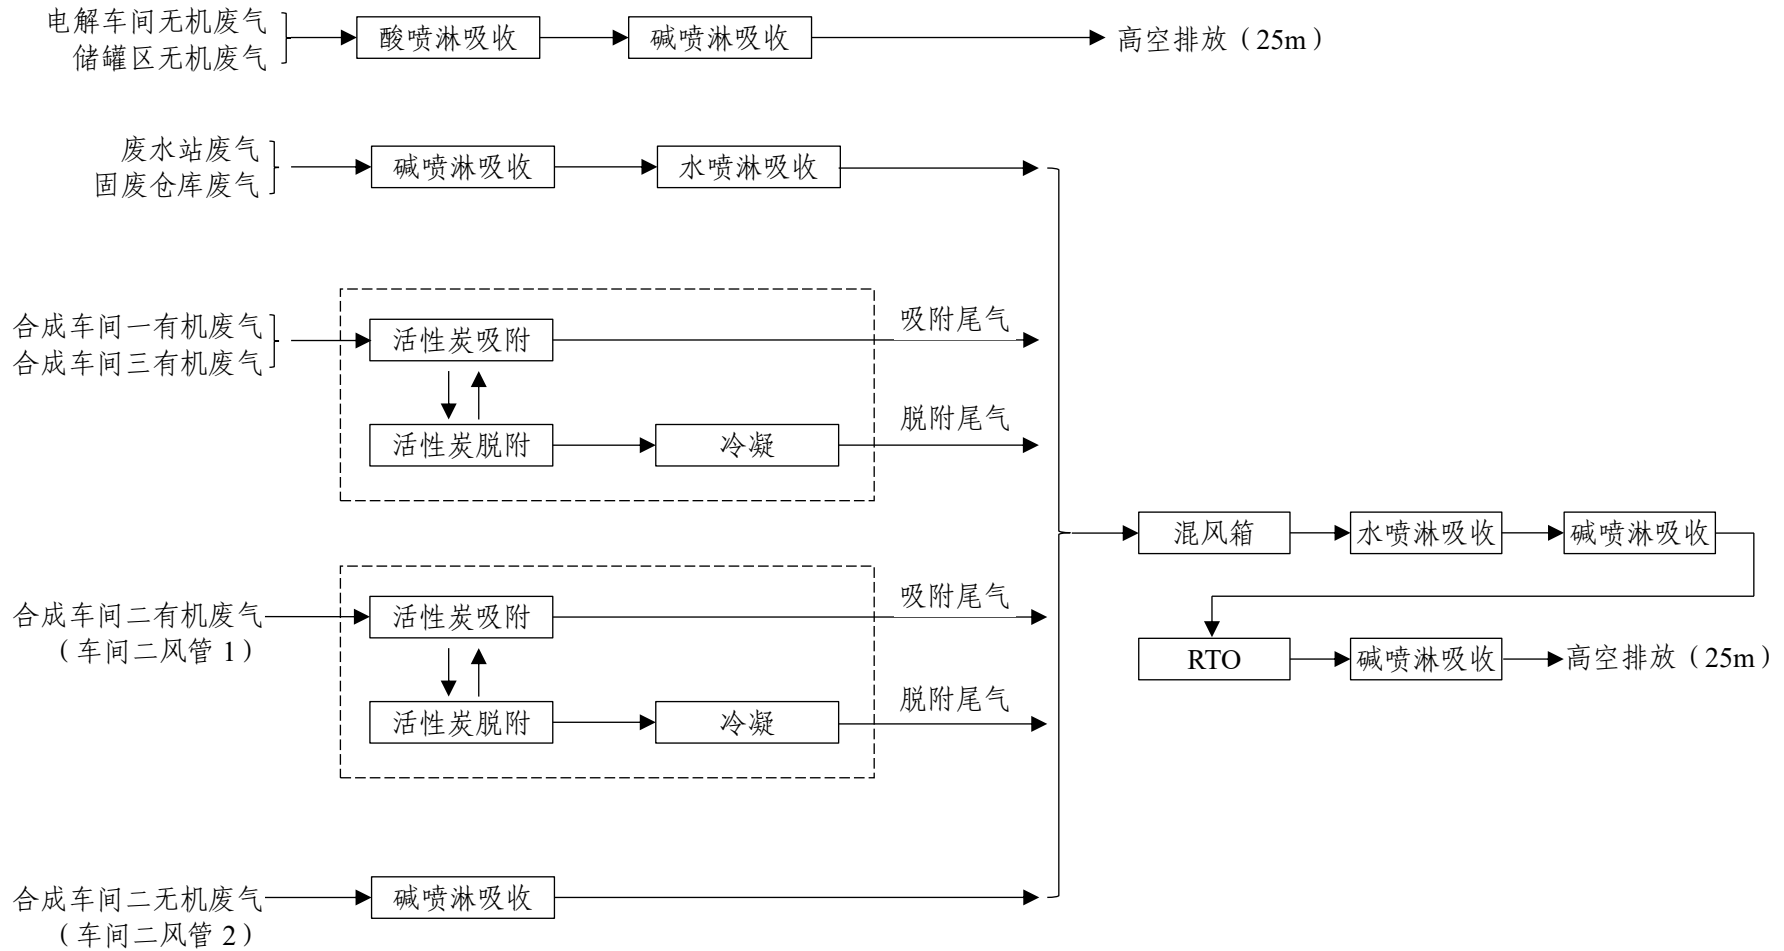 电解车间无机废气
储罐区无机废气
酸喷淋吸收
碱喷淋吸收
高空排放（25m）
废水站废气
固废仓库废气
碱喷淋吸收
水喷淋吸收
合成车间一有机废气
合成车间三有机废气
活性炭吸附
吸附尾气
活性炭脱附
冷凝
脱附尾气
混风箱
水喷淋吸收
碱喷淋吸收
合成车间二有机废气
（车间二风管 1）
活性炭吸附
吸附尾气
RTO
碱喷淋吸收
高空排放（25m）
活性炭脱附
冷凝
脱附尾气
合成车间二无机废气
（车间二风管 2）
碱喷淋吸收